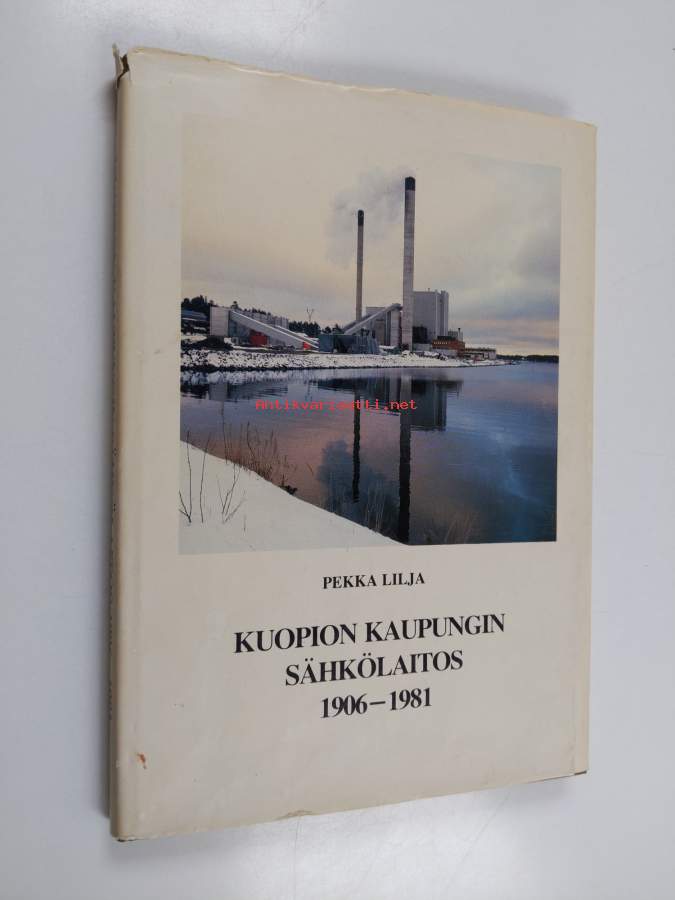 Antikvariaatti.net
PEKKA LILJA
KUOPION KAUPUNGIN
SÄHKÖLAITOS
1906–1981